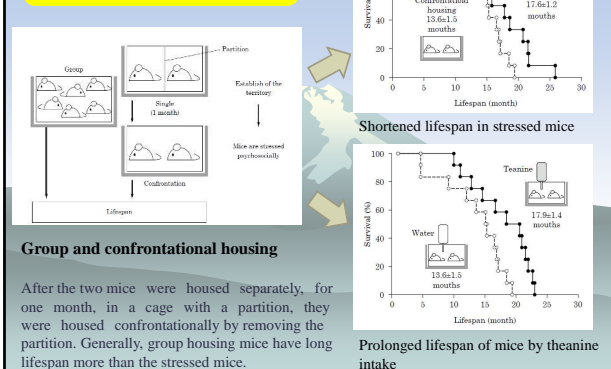 Group
Partition
Single
(1 month)
Confrontation
Establish of the
territory
Mice are stressed
psychosocially
Lifespan
Group and confrontational housing
After the two mice were housed separately, for
one month, in a cage with a partition, they
were housed confrontationally by removing the
partition. Generally, group housing mice have long
lifespan more than the stressed mice.
Confrontational
housing
13.6±1.5
mouths
17.6±1.2
mouths
40
20
0
0 5 10 15 20 25 30
Lifespan (month)
Shortened lifespan in stressed mice
Survival (%)
100
80
60
40
20
0
Teanine
17.9±1.4
mouths
Water
13.6±1.5
mouths
0 5 10 15 20 25 30
Lifespan (month)
Prolonged lifespan of mice by theanine
intake